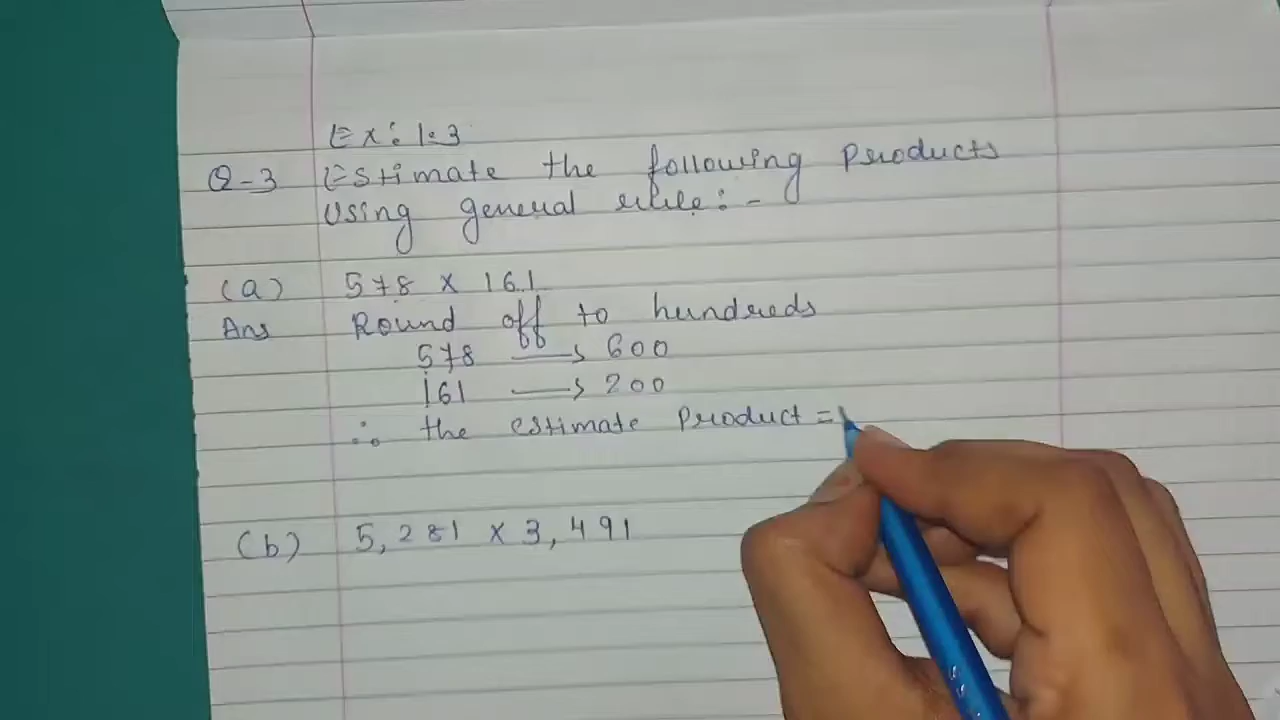 Ex: 1.3
Q-3 Estimate the following products
Using general rule:-
(a) 578 x 161
Ans Round off to hundreds
578 → 600
161 → 200
∴ the estimate Product =
(b) 5,281 x 3,491